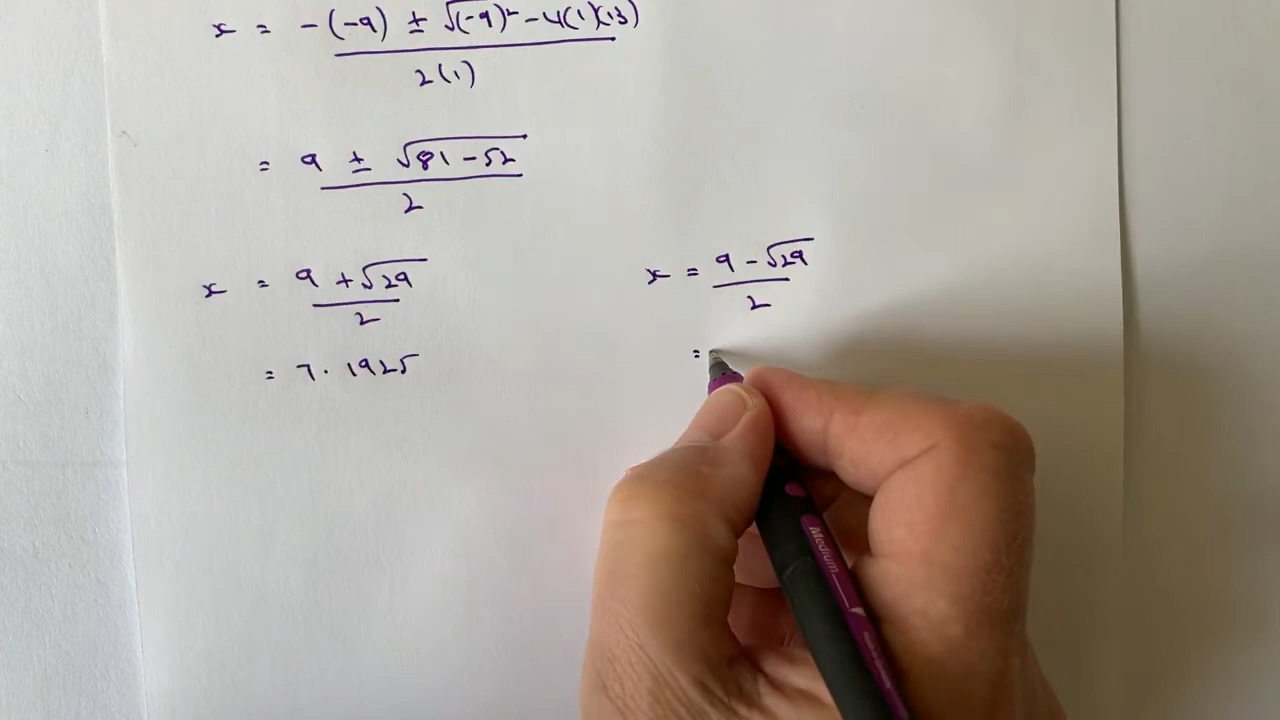 x = -(-9) ± √(-9)² - 4(1)(13)
2(1)
= 9 ± √81 - 52
2
x = 9 + √29
2
= 7.1925
x = 9 - √29
2
=
Medium